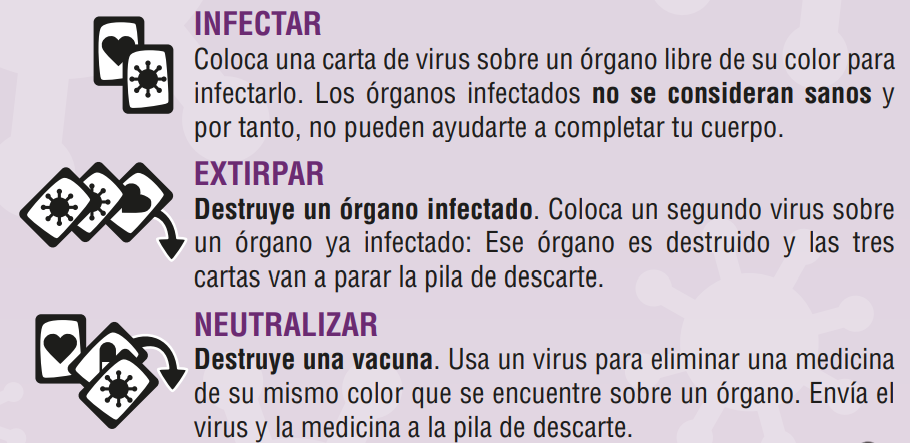 INFECTAR
Coloca una carta de virus sobre un órgano libre de su color para
infectarlo. Los órganos infectados no se consideran sanos y
por tanto, no pueden ayudarte a completar tu cuerpo.
EXTIRPAR
Destruye un órgano infectado. Coloca un segundo virus sobre
un órgano ya infectado: Ese órgano es destruido y las tres
cartas van a parar la pila de descarte.
NEUTRALIZAR
Destruye una vacuna. Usa un virus para eliminar una medicina
de su mismo color que se encuentre sobre un órgano. Envía el
virus y la medicina a la pila de descarte.